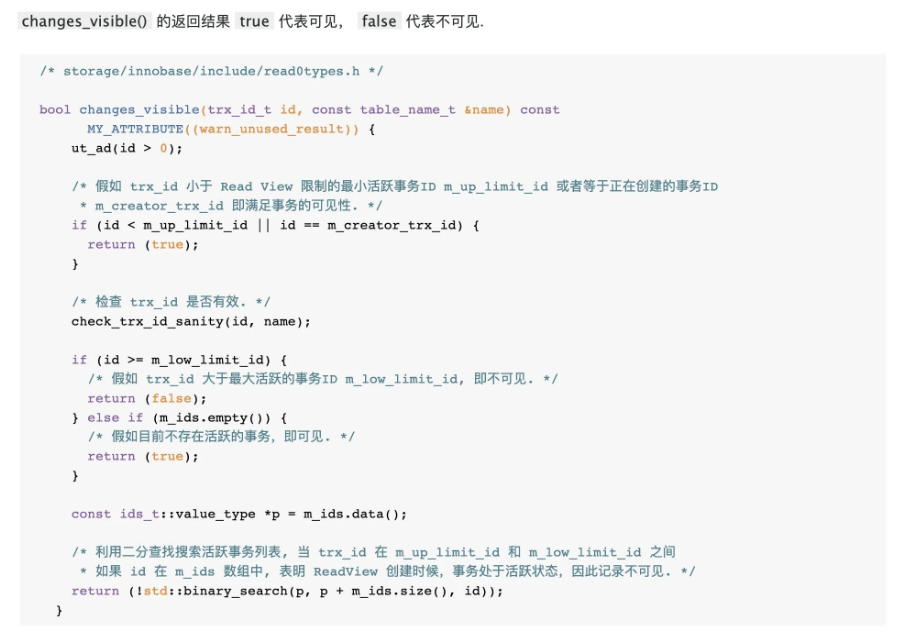 changes_visible() 的返回结果 true 代表可见， false 代表不可见.
/* storage/innobase/include/read0types.h */
bool changes_visible(trx_id_t id, const table_name_t &name) const
MY_ATTRIBUTE((warn_unused_result)) {
ut_ad(id > 0);
/* 假如 trx_id 小于 Read View 限制的最小活跃事务ID m_up_limit_id 或者等于正在创建的事务ID
* m_creator_trx_id 即满足事务的可见性. */
if (id < m_up_limit_id || id == m_creator_trx_id) {
return (true);
}
/* 检查 trx_id 是否有效. */
check_trx_id_sanity(id, name);
if (id >= m_low_limit_id) {
/* 假如 trx_id 大于最大活跃的事务ID m_low_limit_id, 即不可见. */
return (false);
} else if (m_ids.empty()) {
/* 假如目前不存在活跃的事务，即可见. */
return (true);
}
const ids_t::value_type *p = m_ids.data();
/* 利用二分查找搜索活跃事务列表, 当 trx_id 在 m_up_limit_id 和 m_low_limit_id 之间
* 如果 id 在 m_ids 数组中, 表明 ReadView 创建时候，事务处于活跃状态，因此记录不可见. */
return (!std::binary_search(p, p + m_ids.size(), id));
}